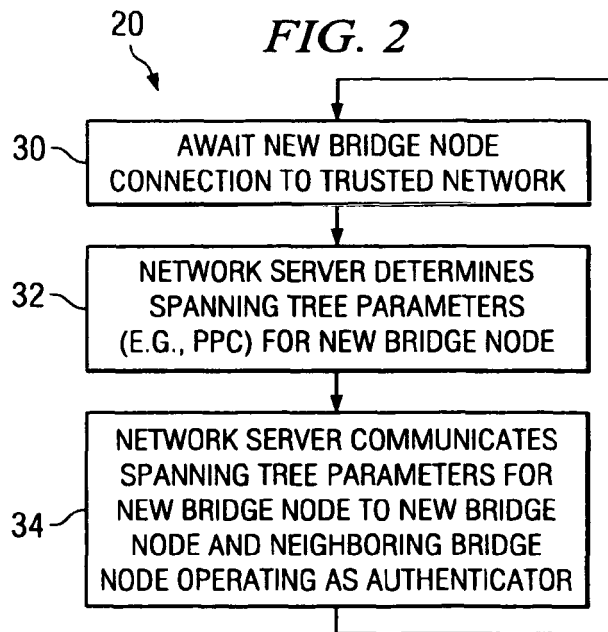 20
FIG. 2
30
AWAIT NEW BRIDGE NODE
CONNECTION TO TRUSTED NETWORK
32
NETWORK SERVER DETERMINES
SPANNING TREE PARAMETERS
(E.G., PPC) FOR NEW BRIDGE NODE
34
NETWORK SERVER COMMUNICATES
SPANNING TREE PARAMETERS FOR
NEW BRIDGE NODE TO NEW BRIDGE
NODE AND NEIGHBORING BRIDGE
NODE OPERATING AS AUTHENTICATOR